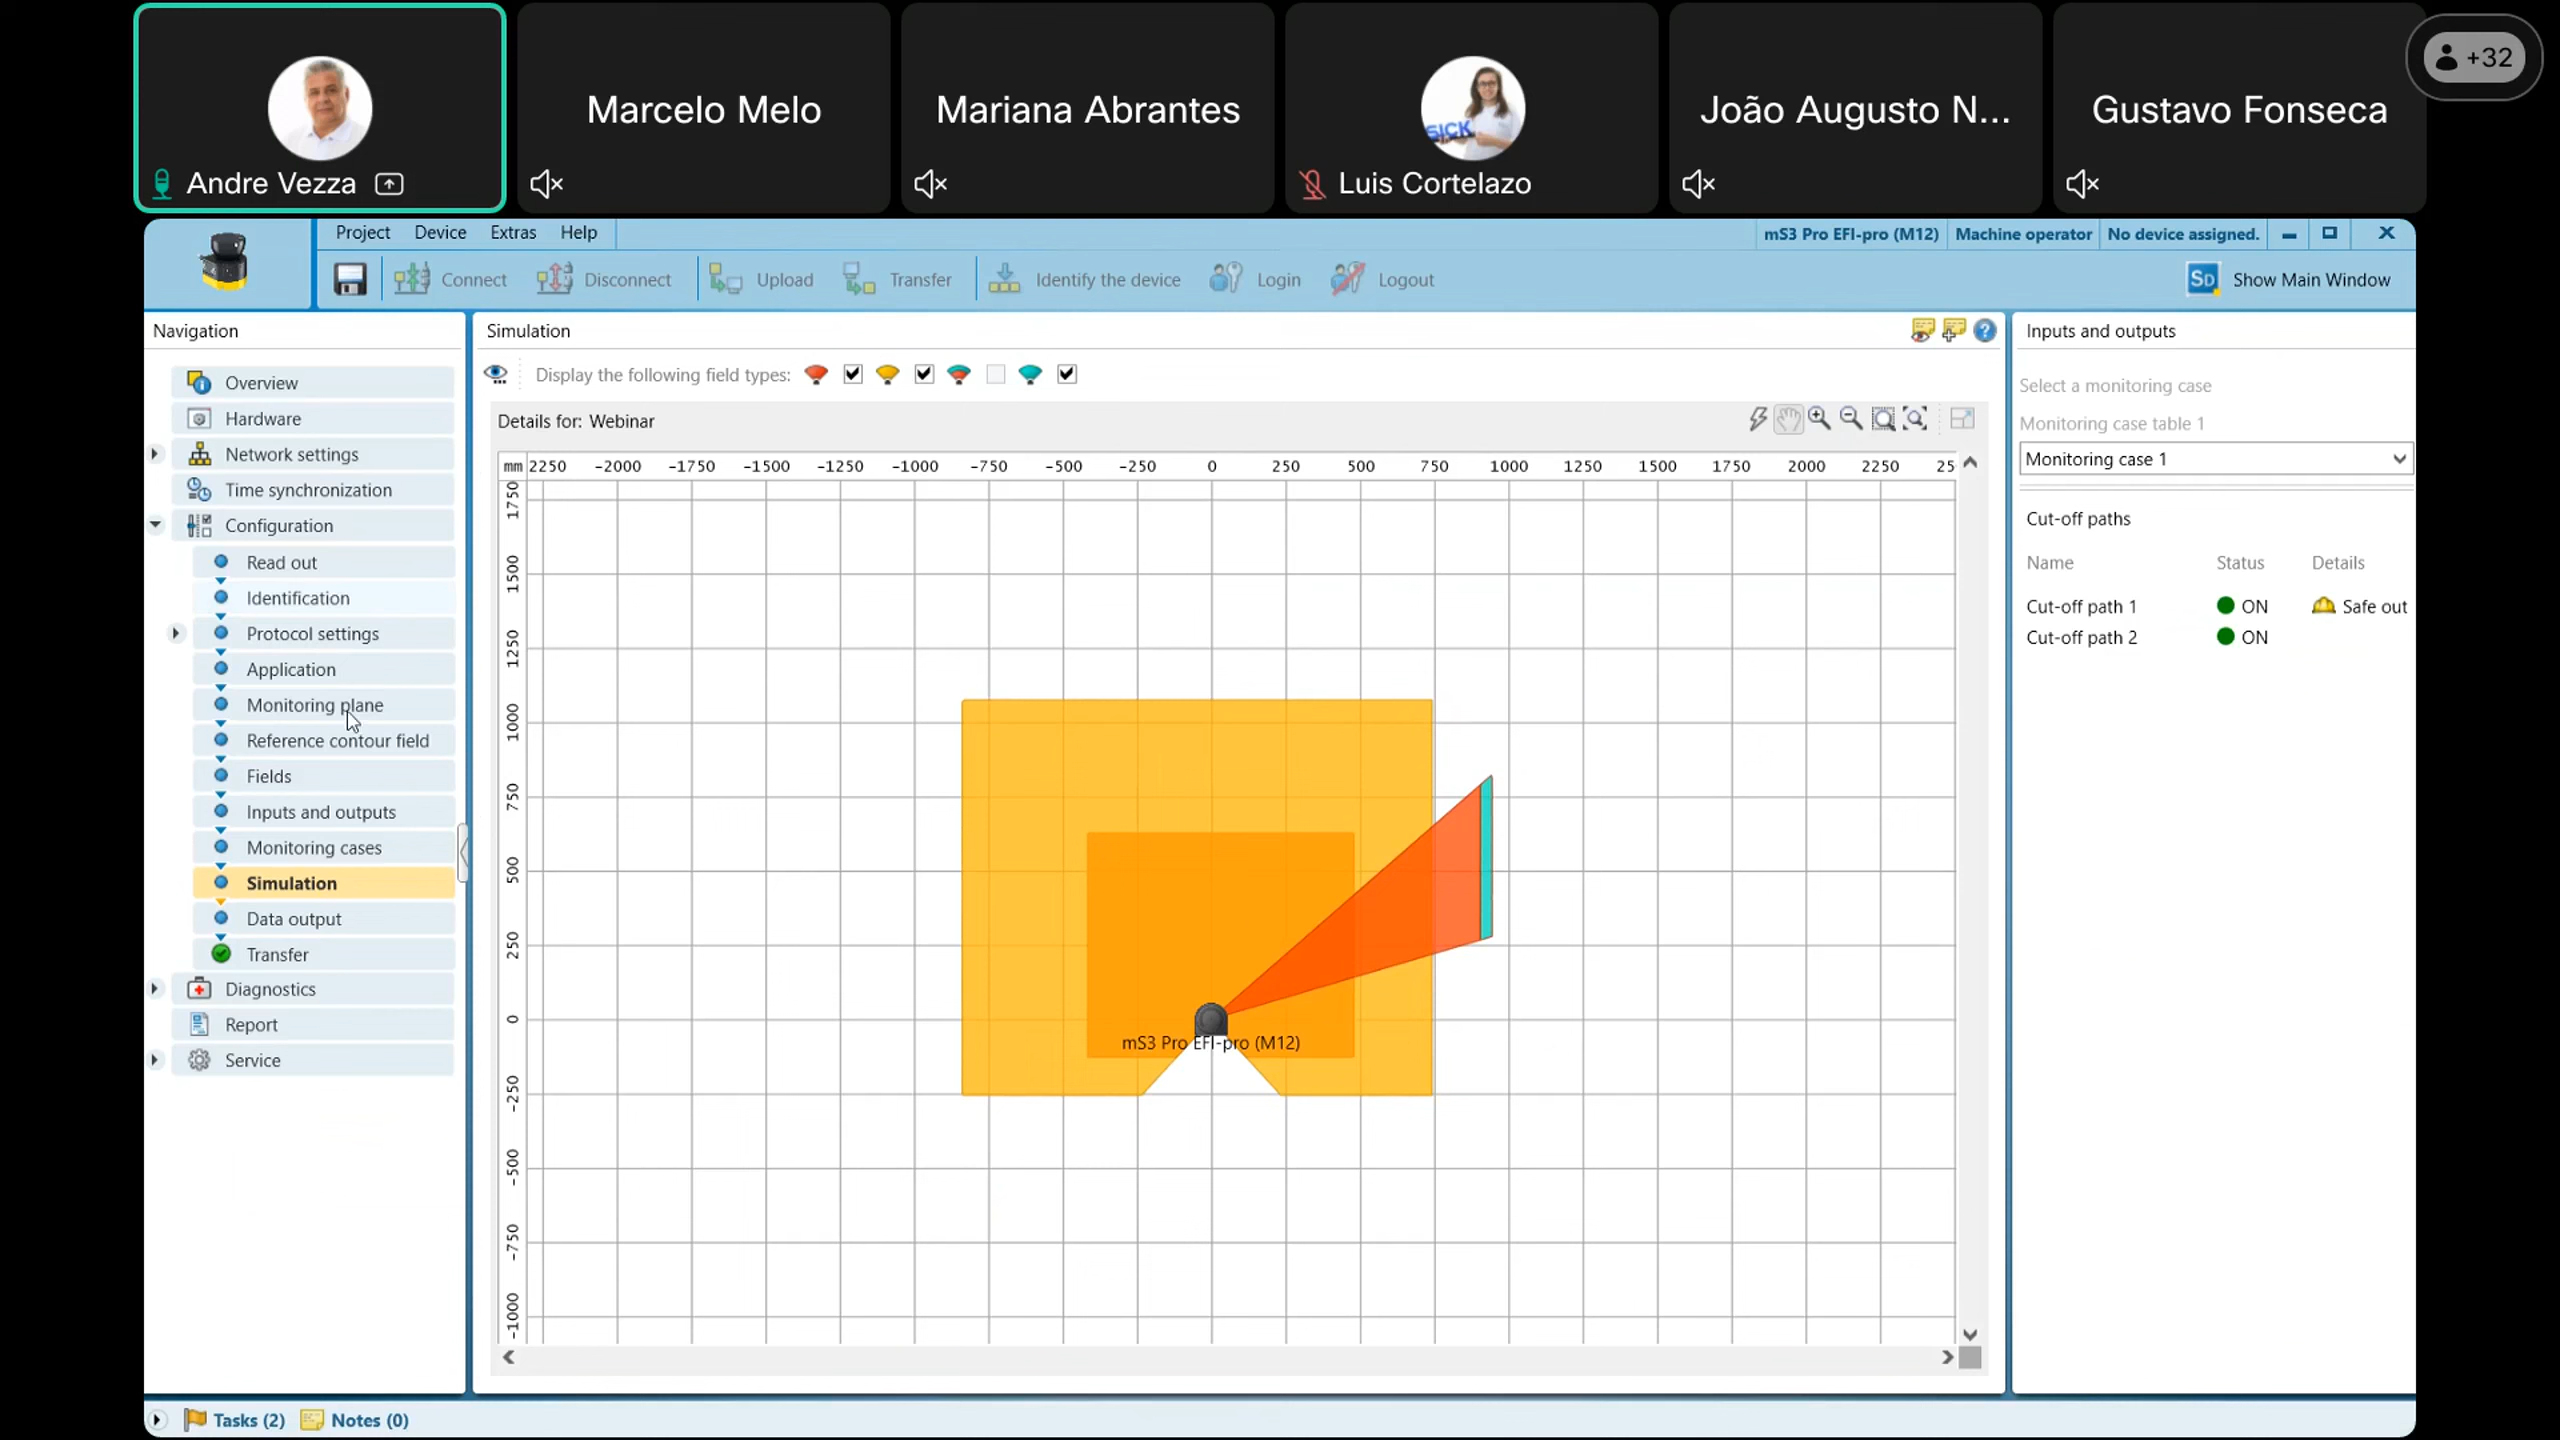 Andre Vezza
Marcelo Melo
Mariana Abrantes
SICK
Luis Cortelazo
João Augusto N...
Gustavo Fonseca
+32
Project Device Extras Help
mS3 Pro EFI-pro (M12) Machine operator No device assigned.
Connect Disconnect Upload Transfer Identify the device Login Logout
SD Show Main Window
Navigation
Overview
Hardware
Network settings
Time synchronization
Configuration
Read out
Identification
Protocol settings
Application
Monitoring plane
Reference contour field
Fields
Inputs and outputs
Monitoring cases
Simulation
Data output
Transfer
Diagnostics
Report
Service
Simulation
Display the following field types:
Details for: Webinar
mm 2250 -2000 -1750 -1500 -1250 -1000 -750 -500 -250 0 250 500 750 1000 1250 1500 1750 2000 2250 25
1750
1500
1250
1000
750
500
250
0
-250
-500
-750
-1000
mS3 Pro EFI-pro (M12)
Inputs and outputs
Select a monitoring case
Monitoring case table 1
Monitoring case 1
Cut-off paths
Name Status Details
Cut-off path 1 ON Safe out
Cut-off path 2 ON
Tasks (2) Notes (0)